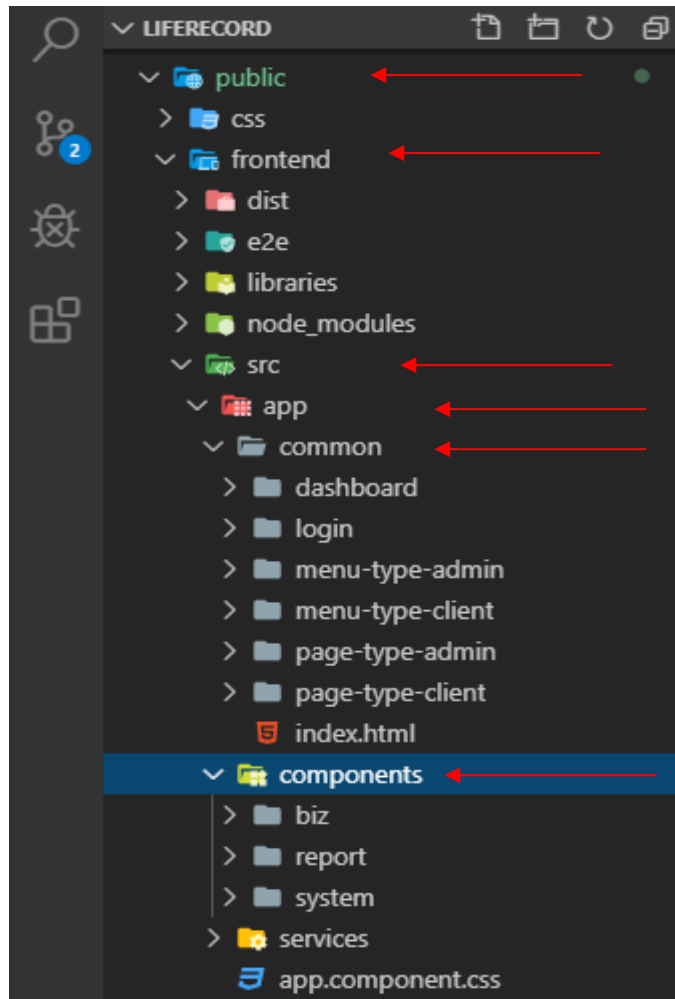 LIFERECORD
public
css
frontend
2
dist
e2e
libraries
node_modules
src
app
common
dashboard
login
menu-type-admin
menu-type-client
page-type-admin
page-type-client
index.html
components
biz
report
system
services
app.component.css